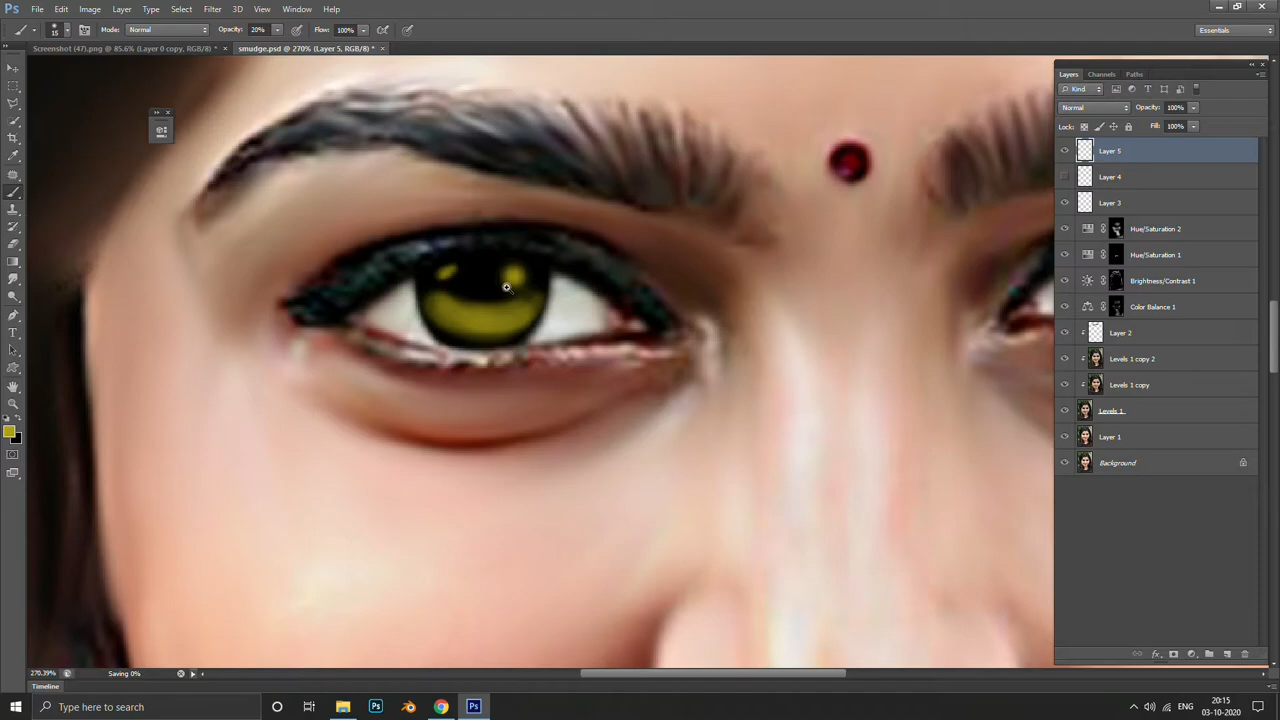 Ps File Edit Image Layer Type Select Filter 3D View Window Help
15 Mode: Normal Opacity: 20% Flow: 100% Essentials
Screenshot (47).png @ 85.6% (Layer 0 copy, RGB/8) * × smudge.psd @ 270% (Layer 5, RGB/8) * ×
Layers Channels Paths
Kind
Normal Opacity: 100%
Lock: Fill: 100%
Layer 5
Layer 4
Layer 3
Hue/Saturation 2
Hue/Saturation 1
Brightness/Contrast 1
Color Balance 1
Layer 2
Levels 1 copy 2
Levels 1 copy
Levels 1
Layer 1
Background
270.39% Saving 0%
Timeline
Type here to search Ps Ps ENG 20:15
03-10-2020